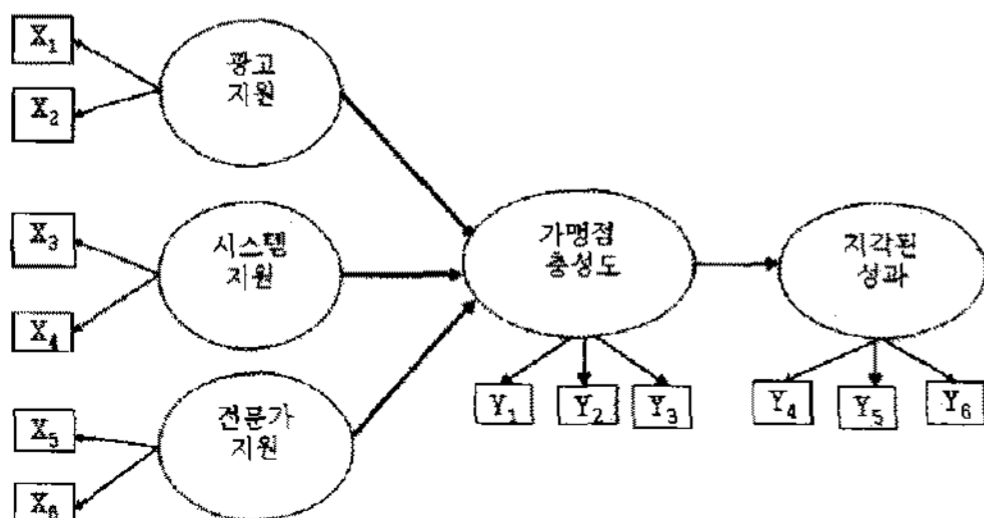 X₁
X₂
광고
지원
X₃
X₄
시스템
지원
X₅
X₆
전문가
지원
가맹점
충성도
Y₁
Y₂
Y₃
지각된
성과
Y₄
Y₅
Y₆